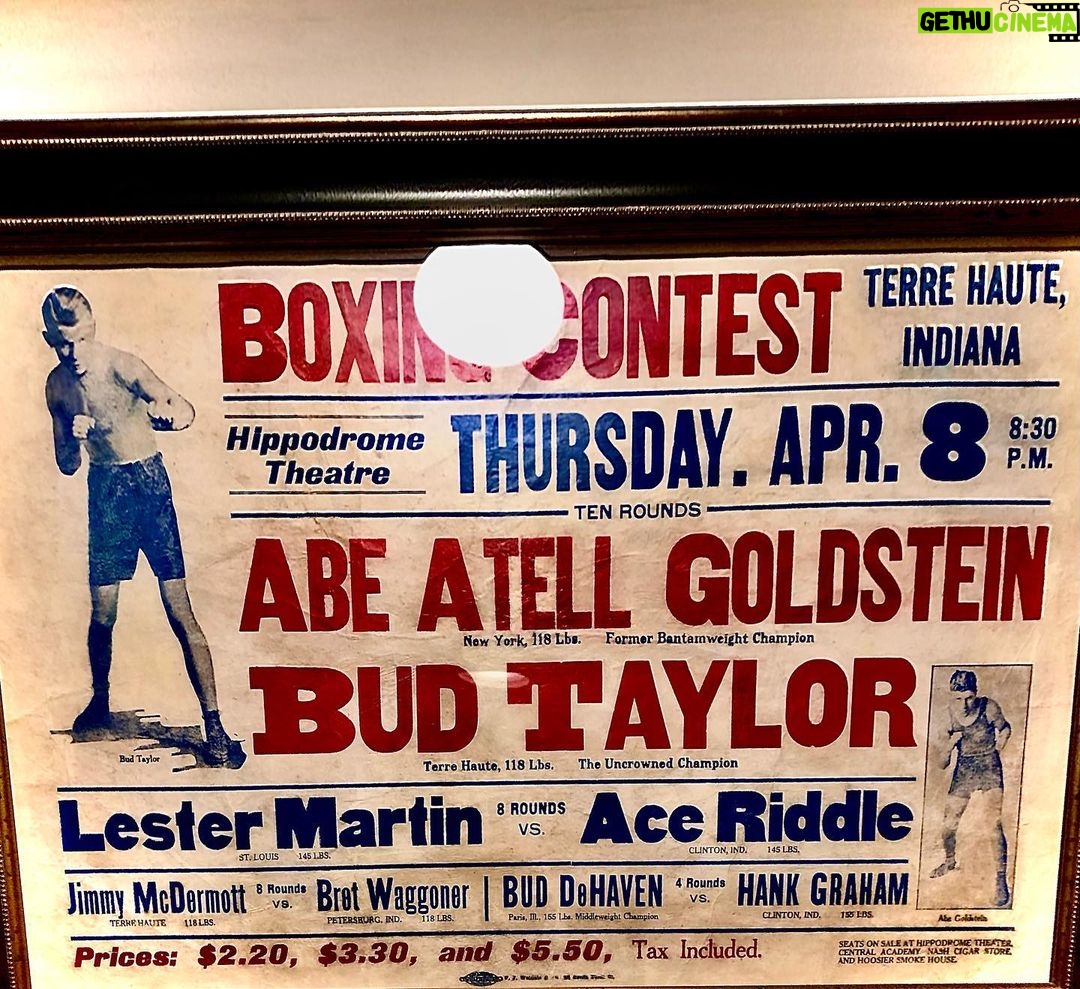 GETHUCINEMA
BOXING CONTEST
TERRE HAUTE,
INDIANA
Hippodrome
Theatre
THURSDAY. APR. 8
8:30
P.M.
TEN ROUNDS
ABE ATELL GOLDSTEIN
New York, 118 Lbs. Former Bantamweight Champion
BUD TAYLOR
Terre Haute, 118 Lbs. The Uncrowned Champion
Bud Taylor
Lester Martin 8 ROUNDS VS. Ace Riddle
ST. LOUIS 145 LBS. CLINTON, IND. 145 LBS.
Jimmy McDermott 8 Rounds VS. Bret Waggoner | BUD DeHAVEN 4 Rounds VS. HANK GRAHAM
TERRE HAUTE 118 LBS. PETERSBURG, IND. 118 LBS. Paris, Ill., 155 Lbs. Middleweight Champion CLINTON, IND. 155 LBS.
Abe Goldstein
Prices: $2.20, $3.30, and $5.50, Tax Included.
SEATS ON SALE AT HIPPODROME THEATER,
CENTRAL ACADEMY NASH CIGAR STORE,
AND HOOSIER SMOKE HOUSE.